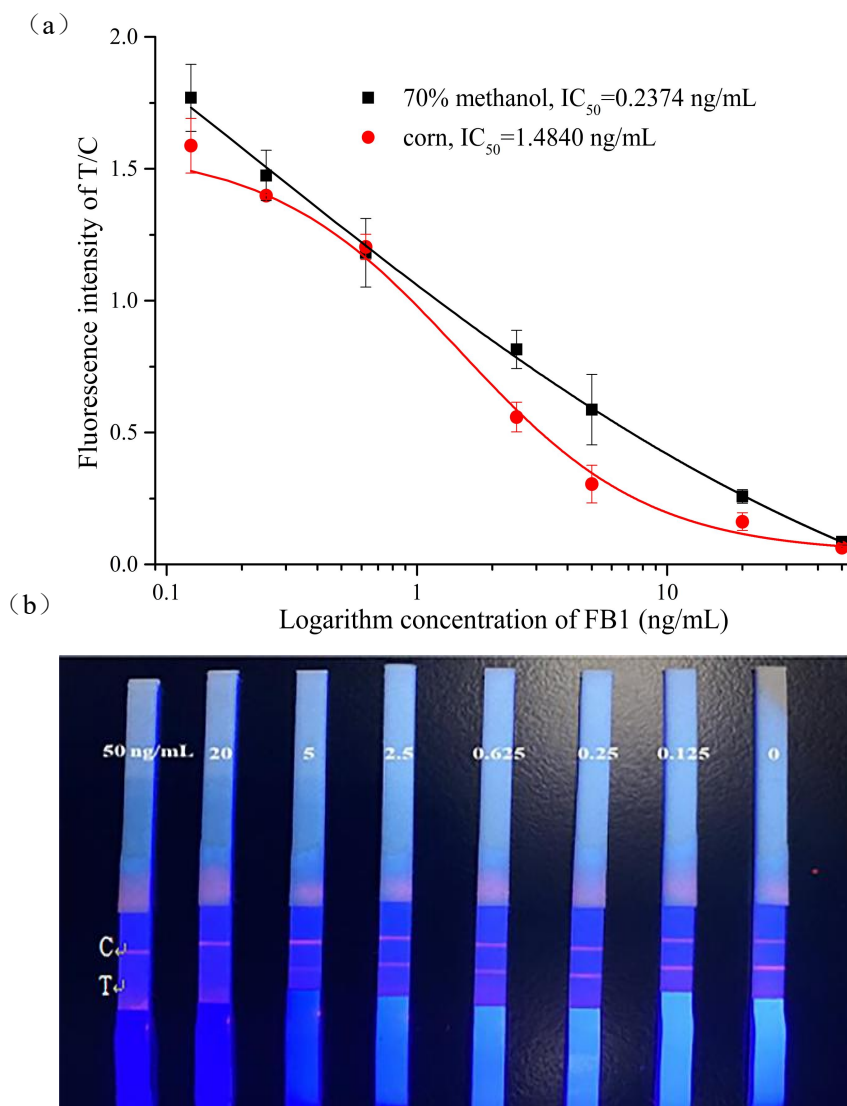 （a）
2.0
1.5
1.0
0.5
0.0
Fluorescence intensity of T/C
70% methanol, IC50=0.2374 ng/mL
corn, IC50=1.4840 ng/mL
0.1 1 10
Logarithm concentration of FB1 (ng/mL)
（b）
50 ng/mL 20 5 2.5 0.625 0.25 0.125 0
C↵
T↵